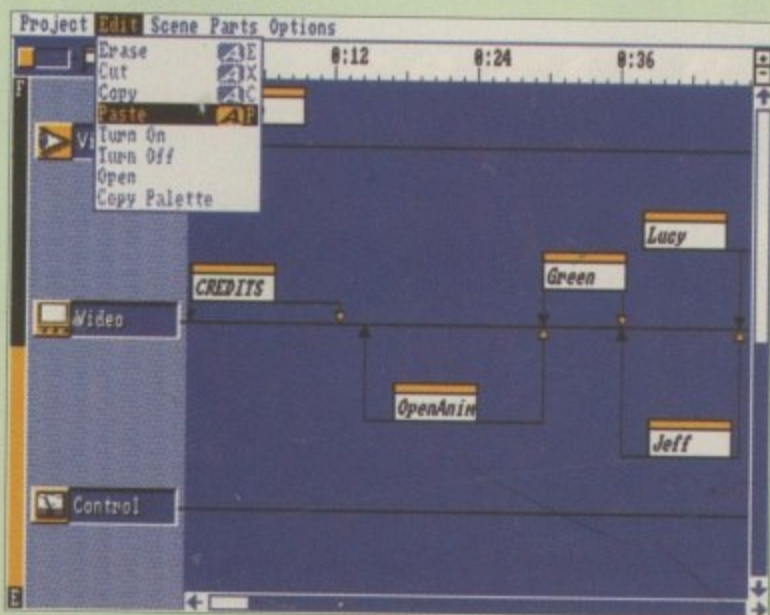 Project Edit Scene Parts Options
0:12 0:24 0:36
Erase A E
Cut A X
Copy A C
Paste A P
Turn On
Turn Off
Open
Copy Palette
Lucy
Green
CREDITS
Video
OpenAnim
Jeff
Control
E